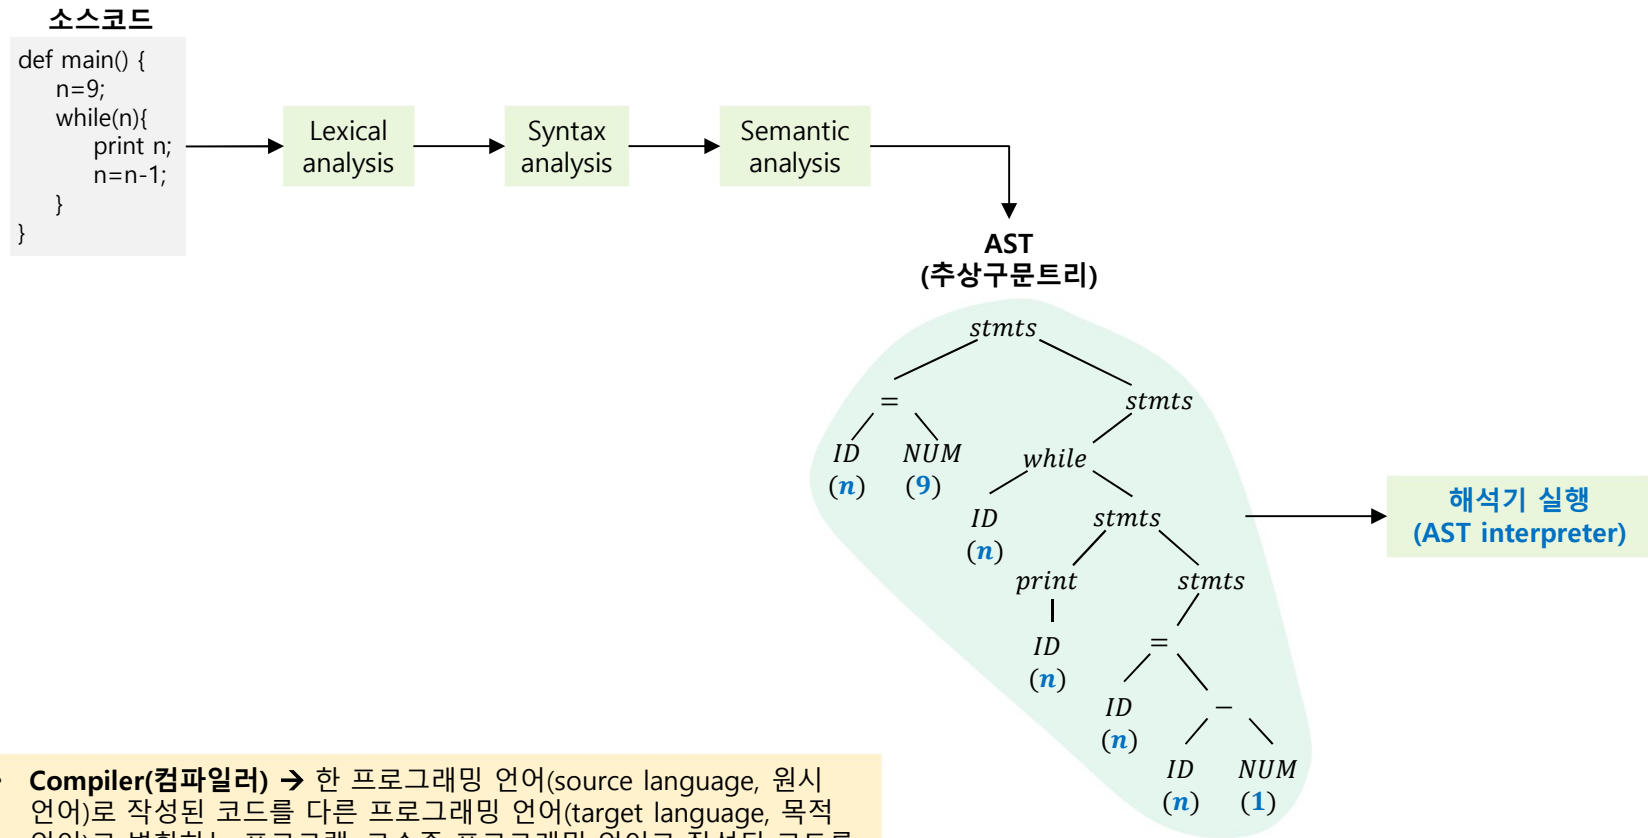 소스코드
def main() {
n=9;
while(n){
print n;
n=n-1;
}
}
Lexical
analysis
Syntax
analysis
Semantic
analysis
AST
(추상구문트리)
stmts
= stmts
ID NUM while
(n) (9)
ID stmts
(n)
print stmts
ID =
(n)
ID −
(n)
ID NUM
(n) (1)
해석기 실행
(AST interpreter)
Compiler(컴파일러) → 한 프로그래밍 언어(source language, 원시
언어)로 작성된 코드를 다른 프로그래밍 언어(target language, 목적